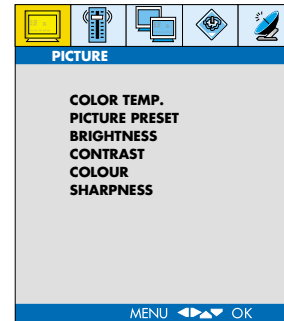 PICTURE
COLOR TEMP.
PICTURE PRESET
BRIGHTNESS
CONTRAST
COLOUR
SHARPNESS
MENU ◀▶▲▼ OK